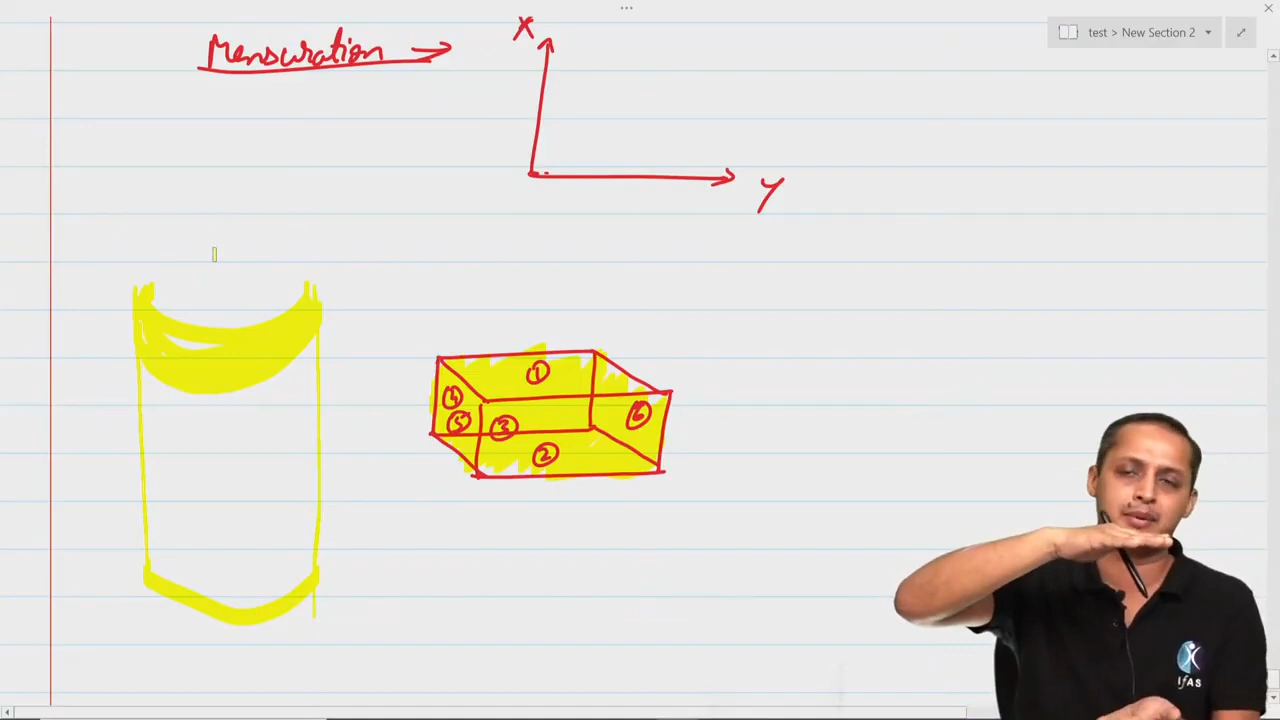 Mensuration
X
test > New Section 2
Y
①
④
⑤ ③ ⑥
②
IFAS